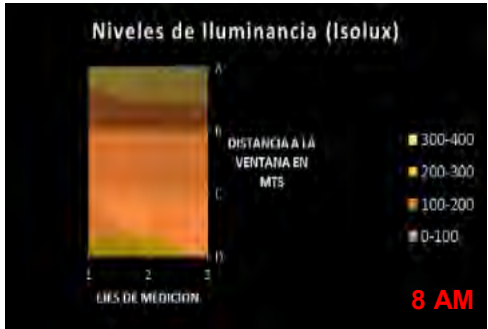 Niveles de Iluminancia (Isolux)
A
B
C
D
DISTANCIA A LA
VENTANA EN
MTS
300-400
200-300
100-200
0-100
1 2 3
DE MEDICION
8 AM